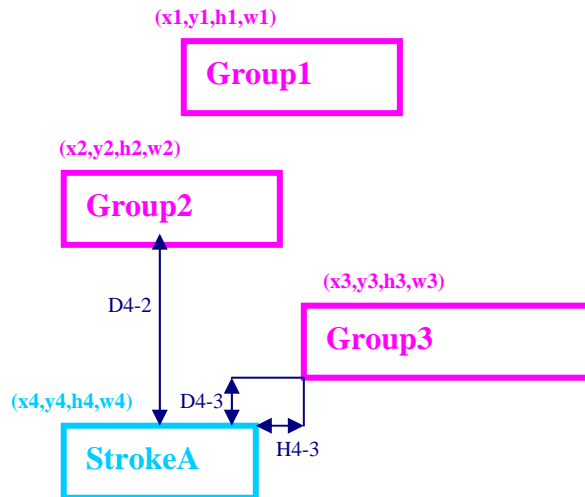 (x1,y1,h1,w1)
Group1
(x2,y2,h2,w2)
Group2
D4-2
(x3,y3,h3,w3)
Group3
(x4,y4,h4,w4)
D4-3
StrokeA
H4-3